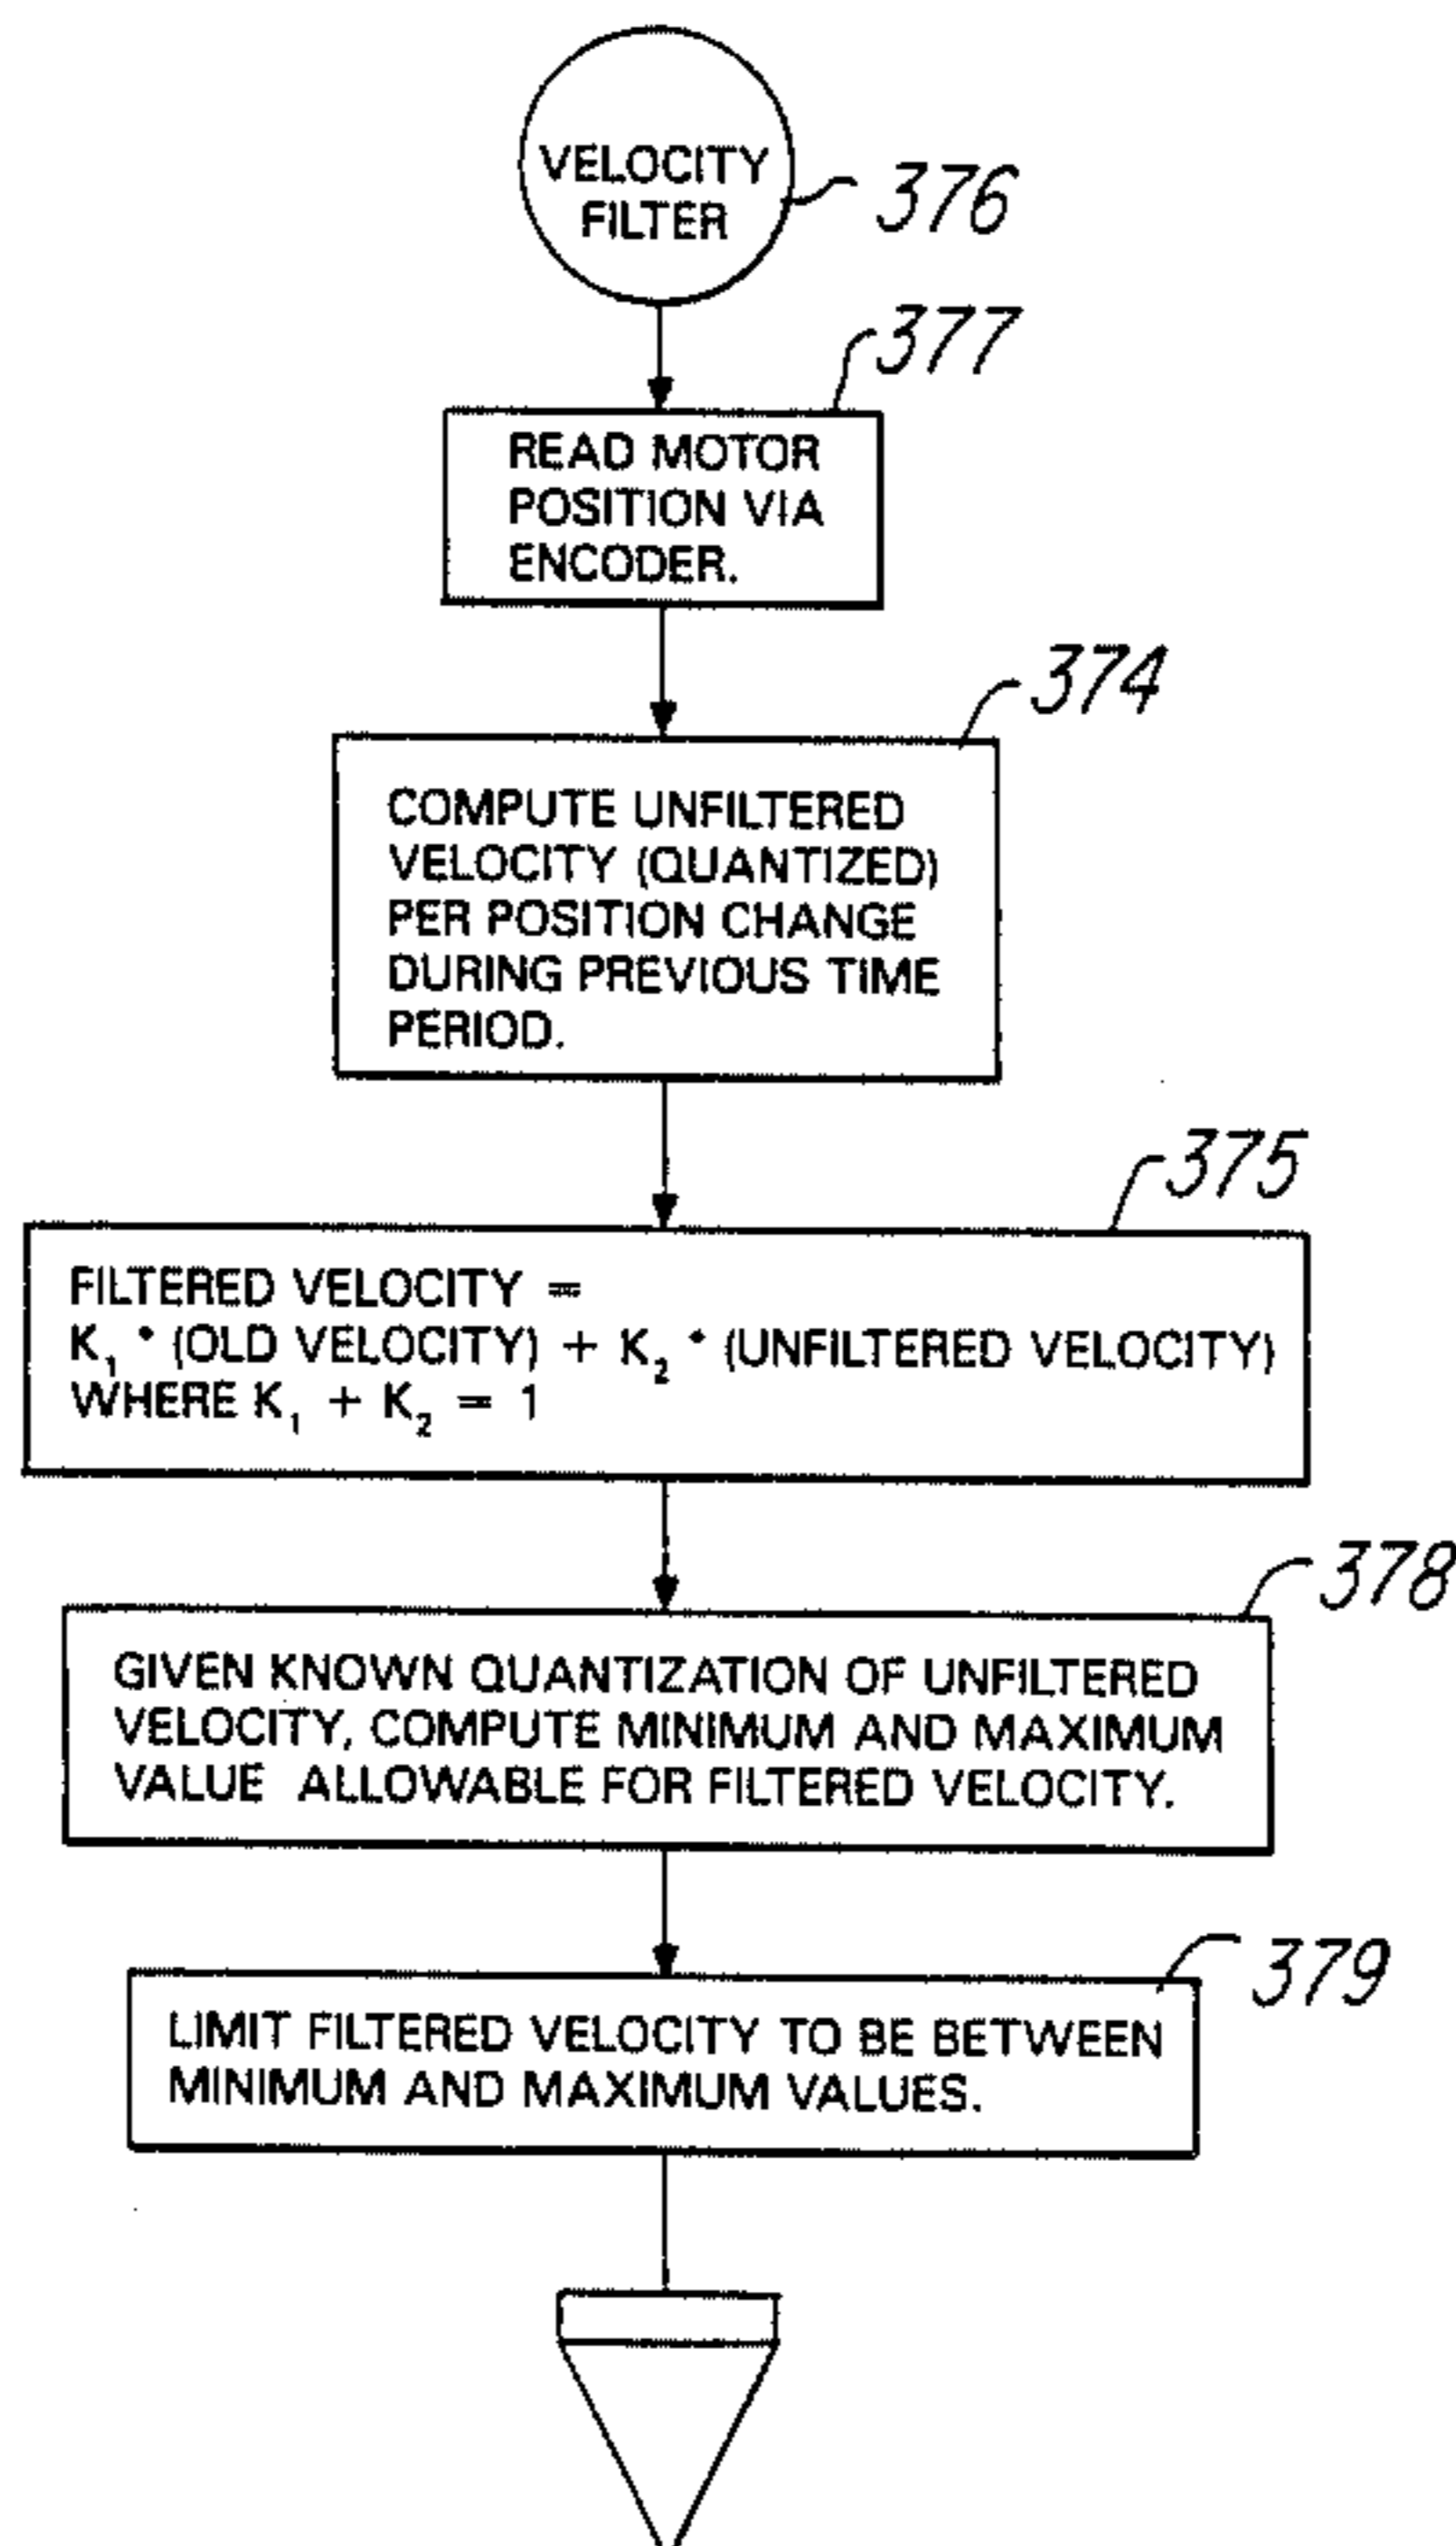 VELOCITY
FILTER
376
377
READ MOTOR
POSITION VIA
ENCODER.
374
COMPUTE UNFILTERED
VELOCITY (QUANTIZED)
PER POSITION CHANGE
DURING PREVIOUS TIME
PERIOD.
375
FILTERED VELOCITY =
K₁ * (OLD VELOCITY) + K₂ * (UNFILTERED VELOCITY)
WHERE K₁ + K₂ = 1
378
GIVEN KNOWN QUANTIZATION OF UNFILTERED
VELOCITY, COMPUTE MINIMUM AND MAXIMUM
VALUE ALLOWABLE FOR FILTERED VELOCITY.
379
LIMIT FILTERED VELOCITY TO BE BETWEEN
MINIMUM AND MAXIMUM VALUES.